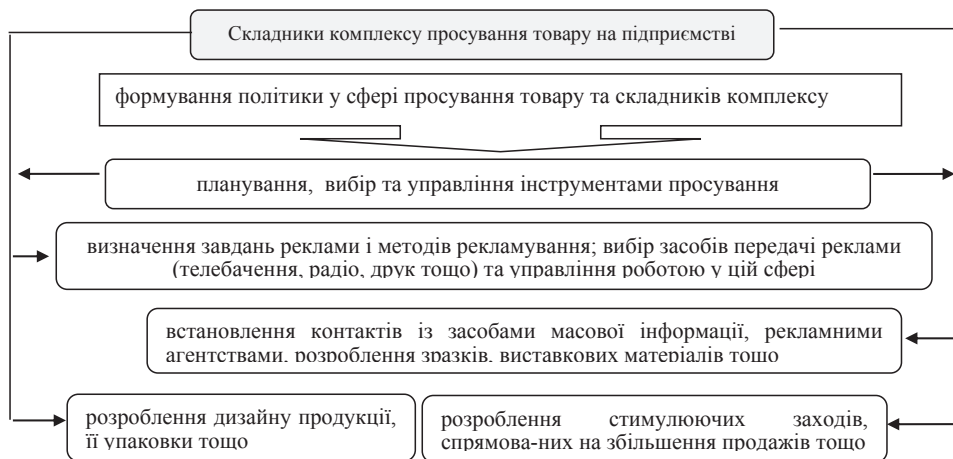 Складники комплексу просування товару на підприємстві
формування політики у сфері просування товару та складників комплексу
планування, вибір та управління інструментами просування
визначення завдань реклами і методів рекламування; вибір засобів передачі реклами
(телебачення, радіо, друк тощо) та управління роботою у цій сфері
встановлення контактів із засобами масової інформації, рекламними
агентствами, розроблення зразків, виставкових матеріалів тощо
розроблення дизайну продукції,
її упаковки тощо
розроблення стимулюючих заходів,
спрямова-них на збільшення продажів тощо